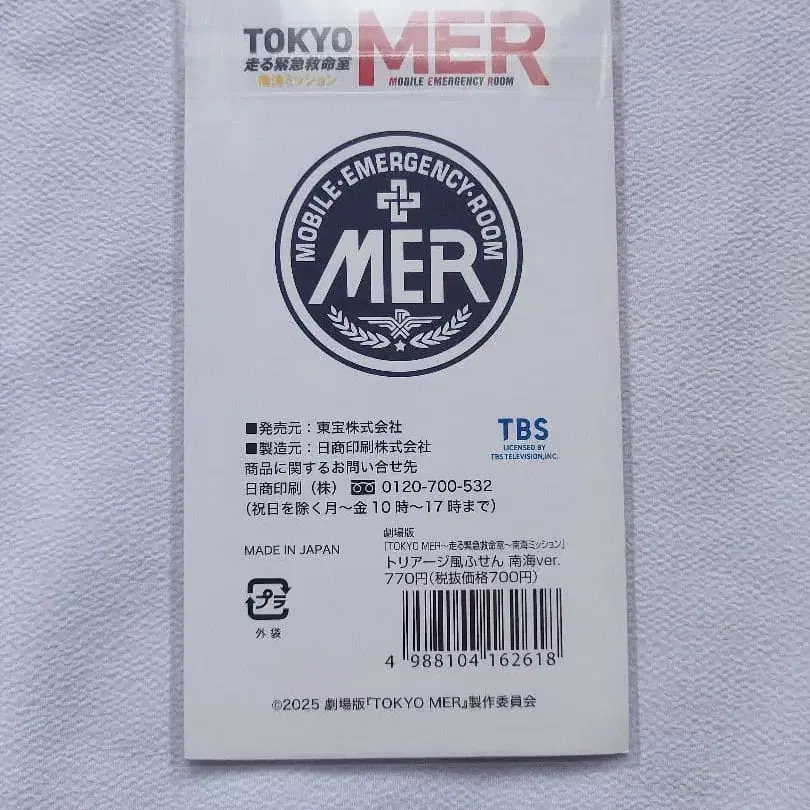 TOKYO MER
走る緊急救命室
南海ミッション
MOBILE EMERGENCY ROOM
MOBILE・EMERGENCY・ROOM
MER
■発売元：東宝株式会社
■製造元：日商印刷株式会社
商品に関するお問い合せ先
日商印刷（株） 0120-700-532
（祝日を除く月～金10時～17時まで）
TBS
LICENSED BY
TBS TELEVISION,INC.
MADE IN JAPAN
劇場版
『TOKYO MER～走る緊急救命室～南海ミッション』
トリアージ風ふせん 南海ver.
770円（税抜価格700円）
プラ
外袋
4 988104 162618
©2025 劇場版『TOKYO MER』製作委員会